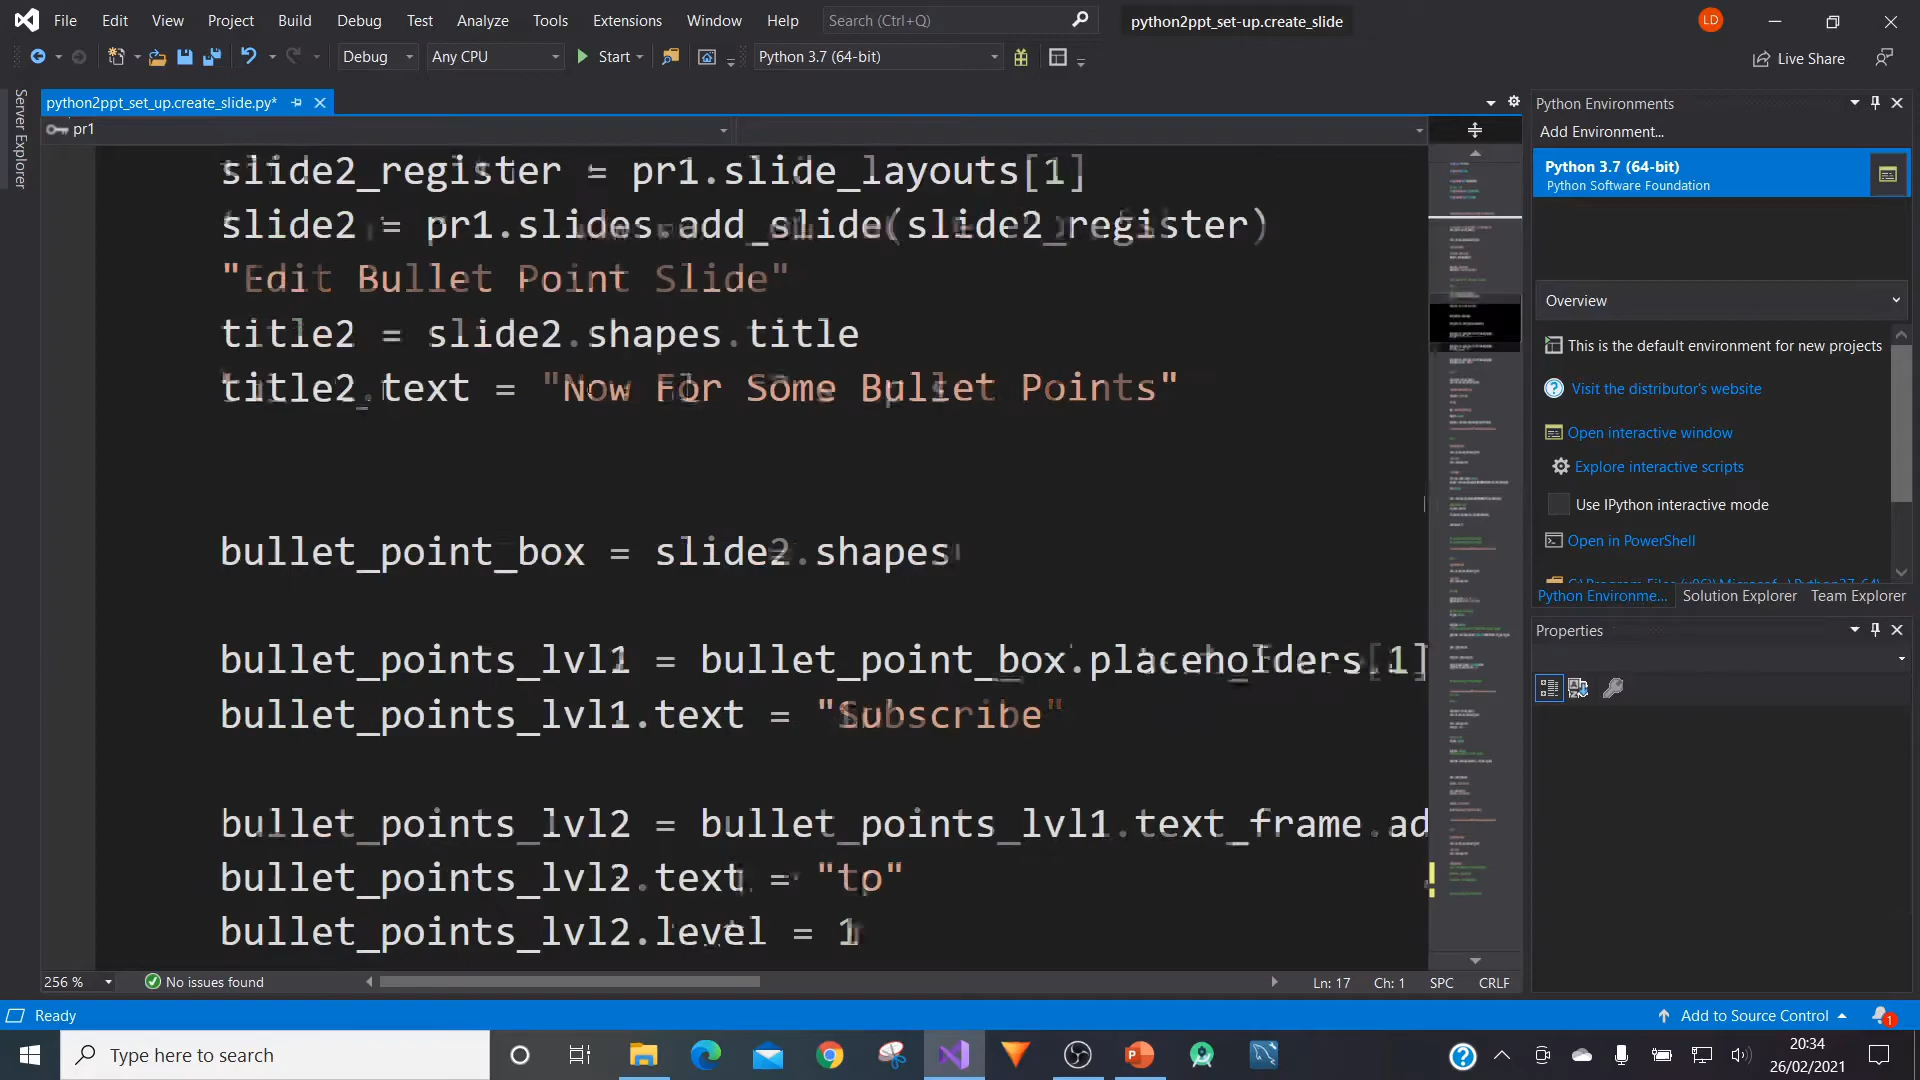 File Edit View Project Build Debug Test Analyze Tools Extensions Window Help Search (Ctrl+Q) python2ppt_set-up.create_slide LD
Debug Any CPU Start Python 3.7 (64-bit) Live Share
Server Explorer
python2ppt_set_up.create_slide.py*
pr1
slide2_register = pr1.slide_layouts[1]
slide2 = pr1.slides.add_slide(slide2_register)
"Edit Bullet Point Slide"
title2 = slide2.shapes.title
title2.text = "Now For Some Bullet Points"
bullet_point_box = slide2.shapes
bullet_points_lvl1 = bullet_point_box.placeholders[1]
bullet_points_lvl1.text = "Subscribe"
bullet_points_lvl2 = bullet_points_lvl1.text_frame.ad
bullet_points_lvl2.text = "to"
bullet_points_lvl2.level = 1
256 % No issues found Ln: 17 Ch: 1 SPC CRLF
Python Environments
Add Environment...
Python 3.7 (64-bit)
Python Software Foundation
Overview
This is the default environment for new projects
Visit the distributor's website
Open interactive window
Explore interactive scripts
Use IPython interactive mode
Open in PowerShell
Python Environme... Solution Explorer Team Explorer
Properties
Ready Add to Source Control 1
Type here to search
20:34
26/02/2021